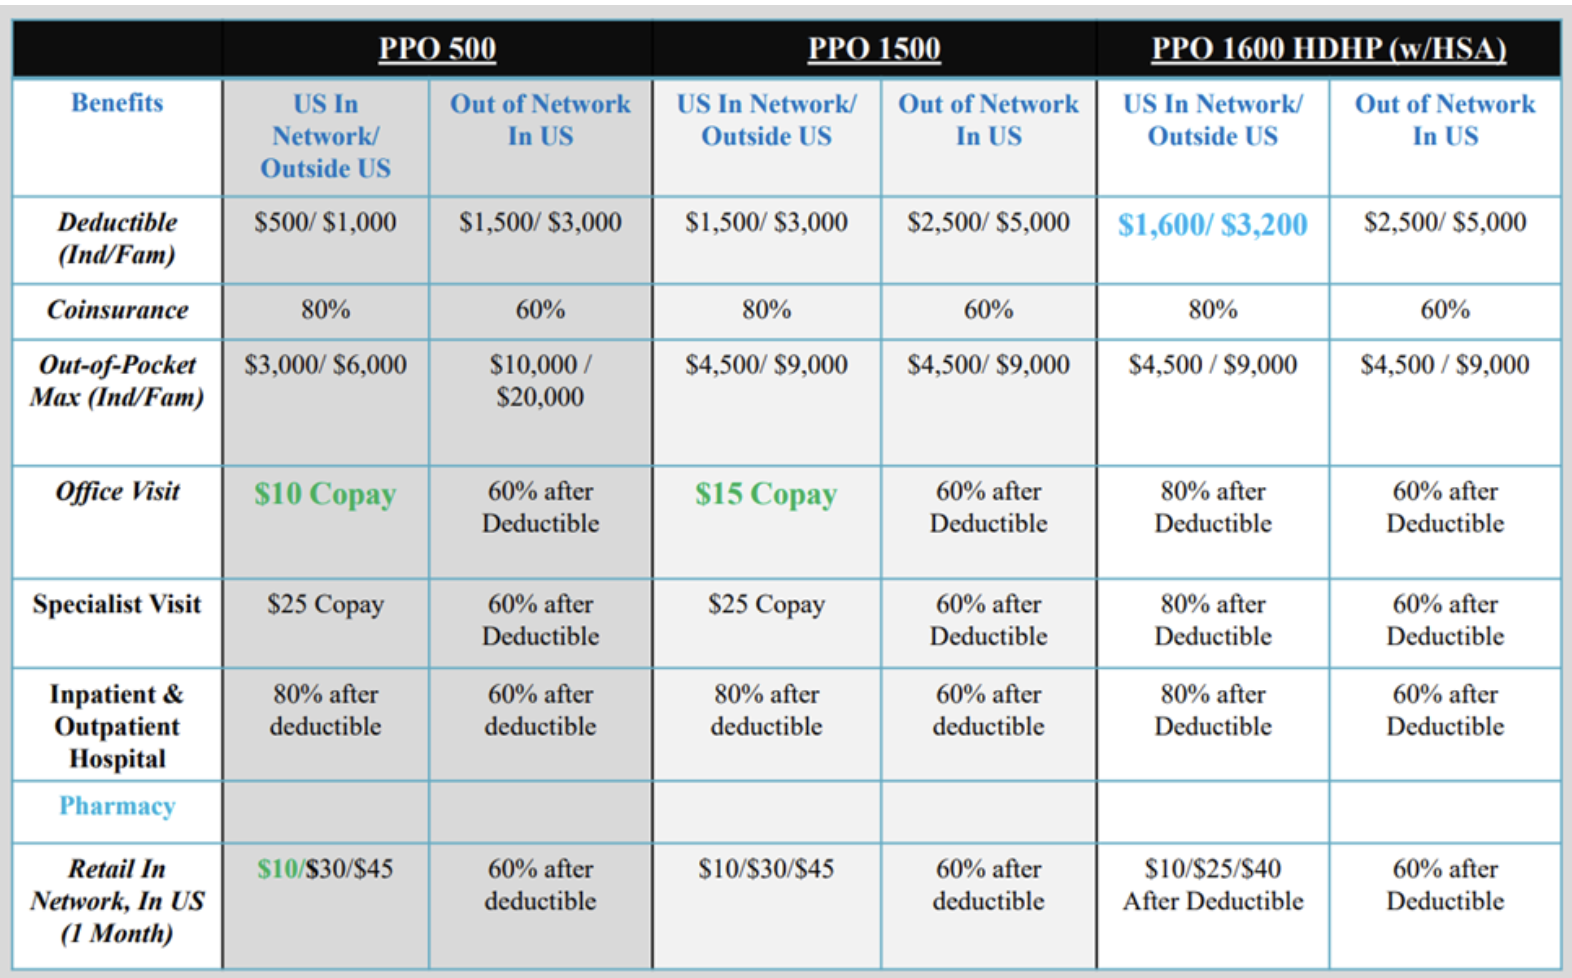 PPO 500 PPO 1500 PPO 1600 HDHP (w/HSA)
Benefits US In Out of Network US In Network/ Out of Network US In Network/ Out of Network
Network/ In US Outside US In US Outside US In US
Outside US
Deductible $500/ $1,000 $1,500/ $3,000 $1,500/ $3,000 $2,500/ $5,000 $1,600/ $3,200 $2,500/ $5,000
(Ind/Fam)
Coinsurance 80% 60% 80% 60% 80% 60%
Out-of-Pocket $3,000/ $6,000 $10,000 / $4,500/ $9,000 $4,500/ $9,000 $4,500 / $9,000 $4,500 / $9,000
Max (Ind/Fam) $20,000
Office Visit $10 Copay 60% after $15 Copay 60% after 80% after 60% after
Deductible Deductible Deductible Deductible
Specialist Visit $25 Copay 60% after $25 Copay 60% after 80% after 60% after
Deductible Deductible Deductible Deductible
Inpatient & 80% after 60% after 80% after 60% after 80% after 60% after
Outpatient deductible deductible deductible deductible Deductible Deductible
Hospital
Pharmacy
Retail In $10/$30/$45 60% after $10/$30/$45 60% after $10/$25/$40 60% after
Network, In US deductible deductible After Deductible Deductible
(1 Month)